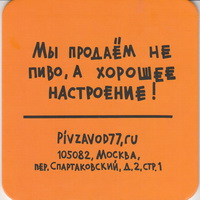 Мы продаём не
пиво, а хорошее
настроение!
Pivzavod77,ru
105082, Москва,
пер. Спартаковский, д.2, стр.1